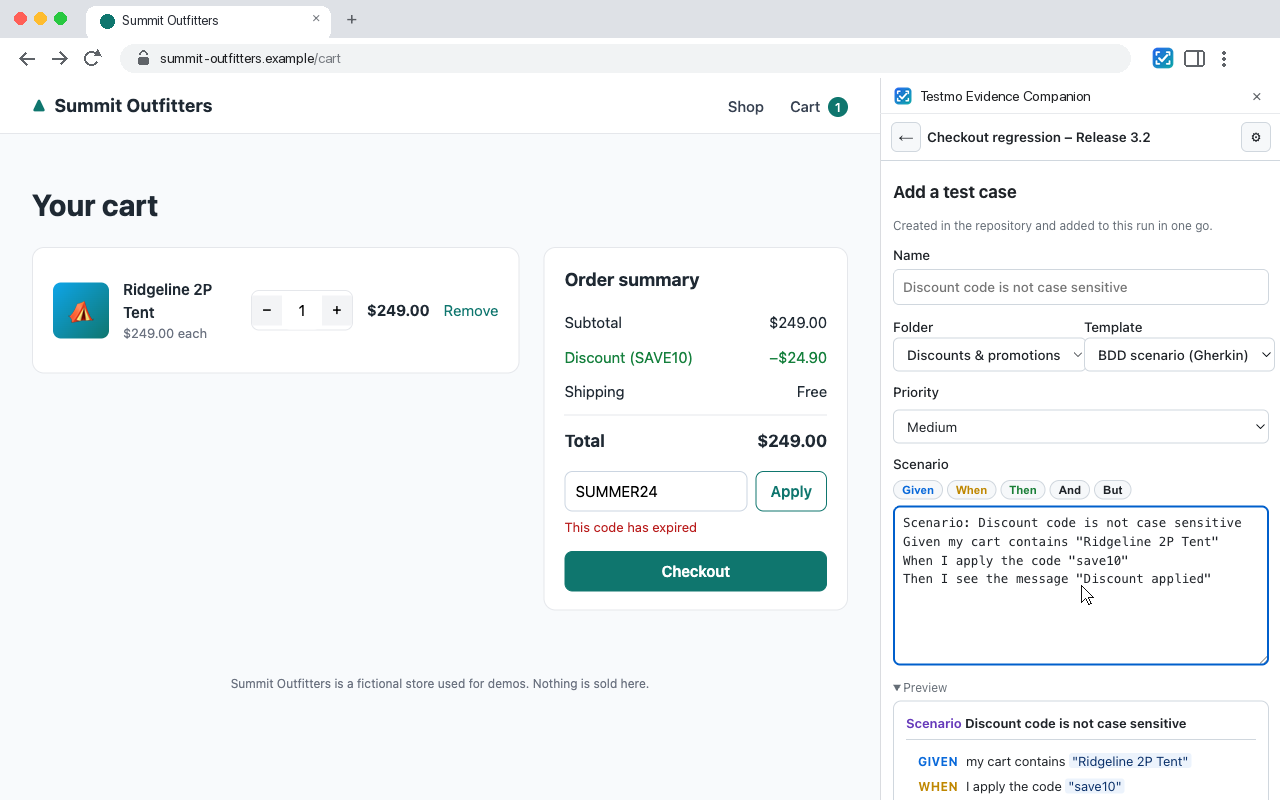 Summit Outfitters
summit-outfitters.example/cart
Summit Outfitters
Shop
Cart 1
Your cart
Ridgeline 2P
Tent
$249.00 each
− 1 + $249.00 Remove
Order summary
Subtotal $249.00
Discount (SAVE10) −$24.90
Shipping Free
Total $249.00
SUMMER24 Apply
This code has expired
Checkout
Summit Outfitters is a fictional store used for demos. Nothing is sold here.
Testmo Evidence Companion
Checkout regression – Release 3.2
Add a test case
Created in the repository and added to this run in one go.
Name
Discount code is not case sensitive
Folder Template
Discounts & promotions BDD scenario (Gherkin)
Priority
Medium
Scenario
Given When Then And But
Scenario: Discount code is not case sensitive
Given my cart contains "Ridgeline 2P Tent"
When I apply the code "save10"
Then I see the message "Discount applied"
Preview
Scenario Discount code is not case sensitive
GIVEN my cart contains "Ridgeline 2P Tent"
WHEN I apply the code "save10"